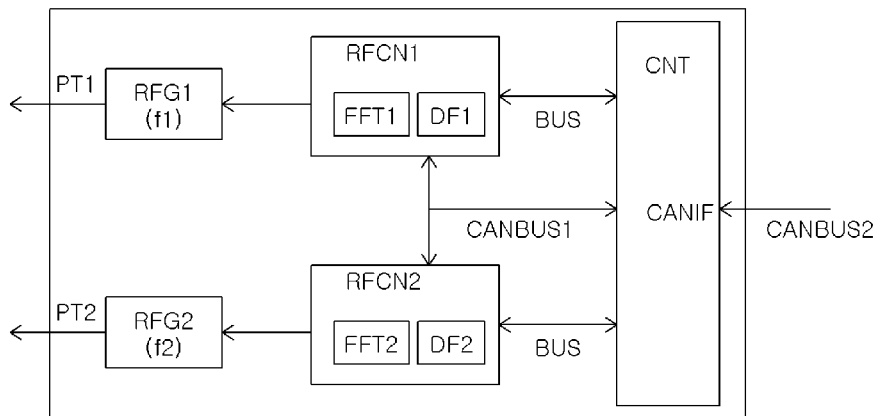 PT1
RFG1
(f1)
RFCN1
FFT1
DF1
BUS
CNT
CANBUS1
CANIF
CANBUS2
PT2
RFG2
(f2)
RFCN2
FFT2
DF2
BUS